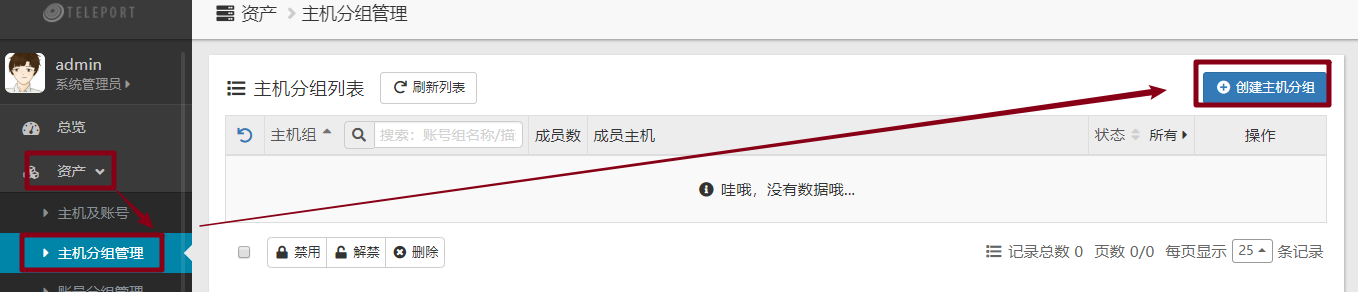 TELEPORT
admin
系统管理员
总览
资产
主机及账号
主机分组管理
账号分组管理
资产 主机分组管理
主机分组列表 刷新列表 创建主机分组
主机组 搜索：账号组名称/描 成员数 成员主机 状态 所有 操作
哇哦，没有数据哦...
禁用 解禁 删除 记录总数 0 页数 0/0 每页显示 25 条记录